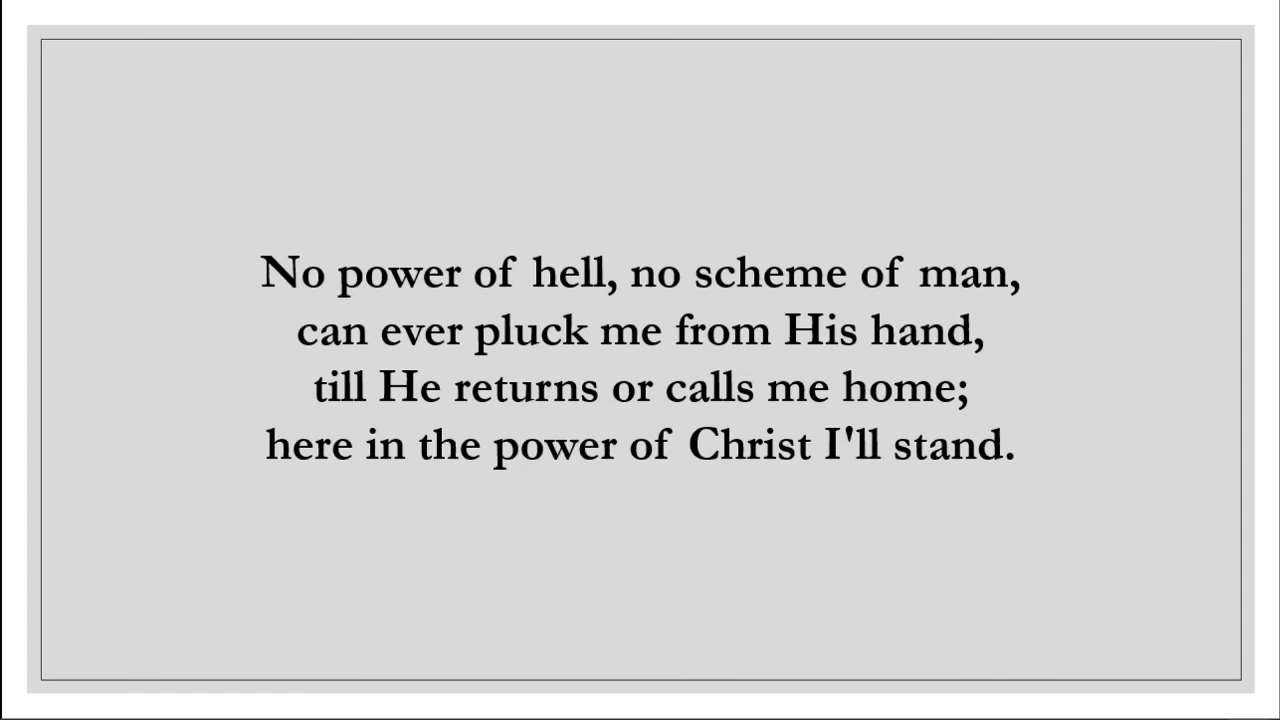 No power of hell, no scheme of man,
can ever pluck me from His hand,
till He returns or calls me home;
here in the power of Christ I'll stand.